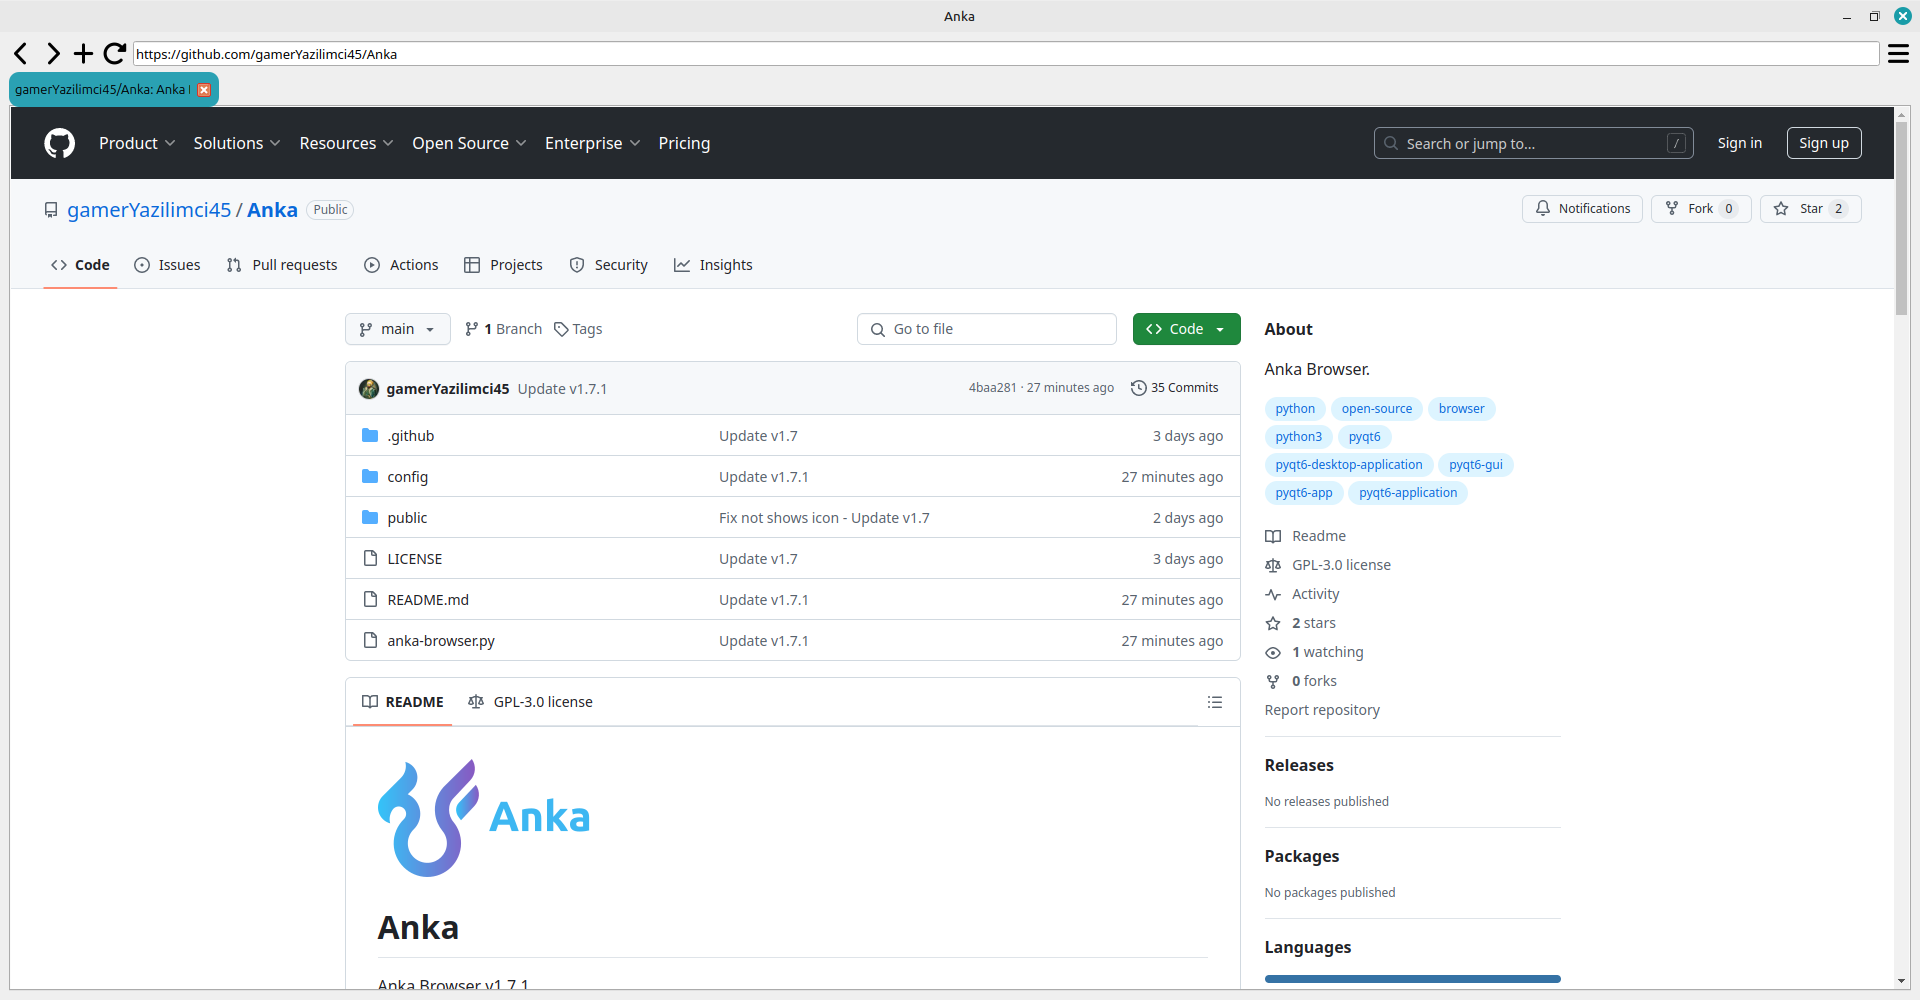 Anka
https://github.com/gamerYazilimci45/Anka
gamerYazilimci45/Anka: Anka
Product Solutions Resources Open Source Enterprise Pricing Search or jump to... / Sign in Sign up
gamerYazilimci45 / Anka Public Notifications Fork 0 Star 2
Code Issues Pull requests Actions Projects Security Insights
main 1 Branch Tags Go to file Code
gamerYazilimci45 Update v1.7.1 4baa281 · 27 minutes ago 35 Commits
.github Update v1.7 3 days ago
config Update v1.7.1 27 minutes ago
public Fix not shows icon - Update v1.7 2 days ago
LICENSE Update v1.7 3 days ago
README.md Update v1.7.1 27 minutes ago
anka-browser.py Update v1.7.1 27 minutes ago
README GPL-3.0 license
Anka
Anka
Anka Browser v1.7.1
About
Anka Browser.
python open-source browser
python3 pyqt6
pyqt6-desktop-application pyqt6-gui
pyqt6-app pyqt6-application
Readme
GPL-3.0 license
Activity
2 stars
1 watching
0 forks
Report repository
Releases
No releases published
Packages
No packages published
Languages